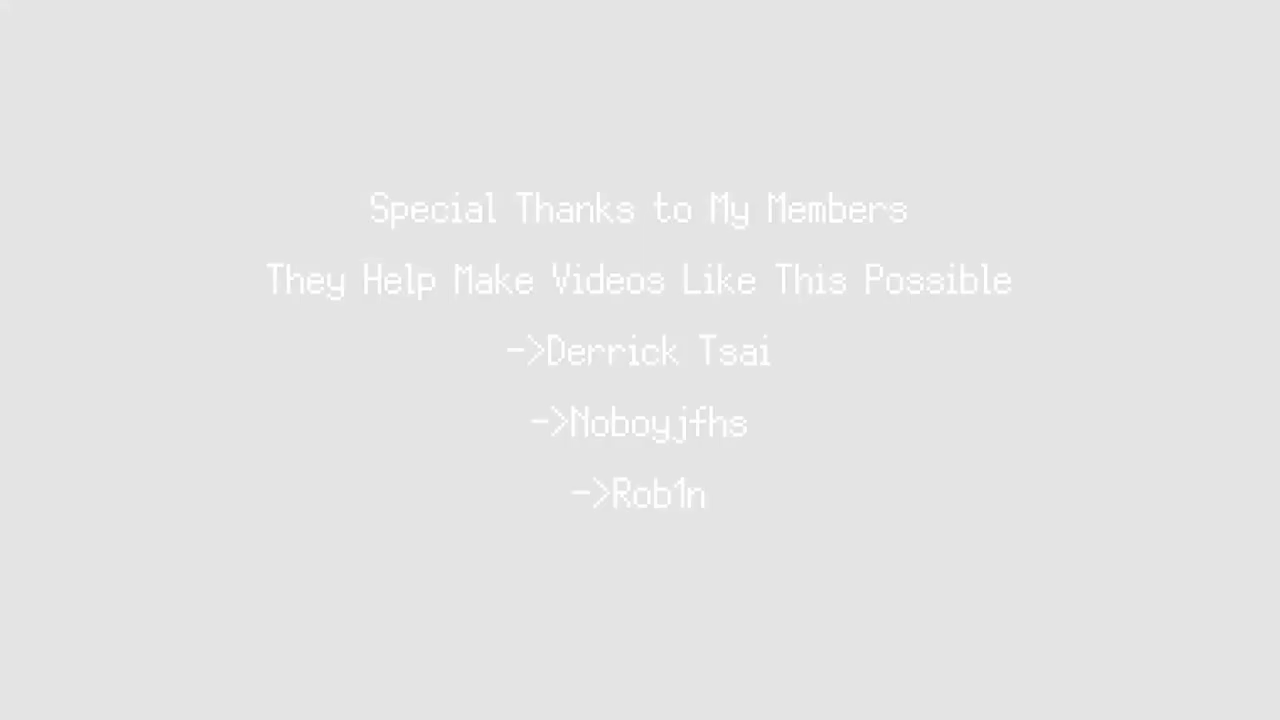 Special Thanks to My Members
They Help Make Videos Like This Possible
->Derrick Tsai
->Noboyjfhs
->Rob1n